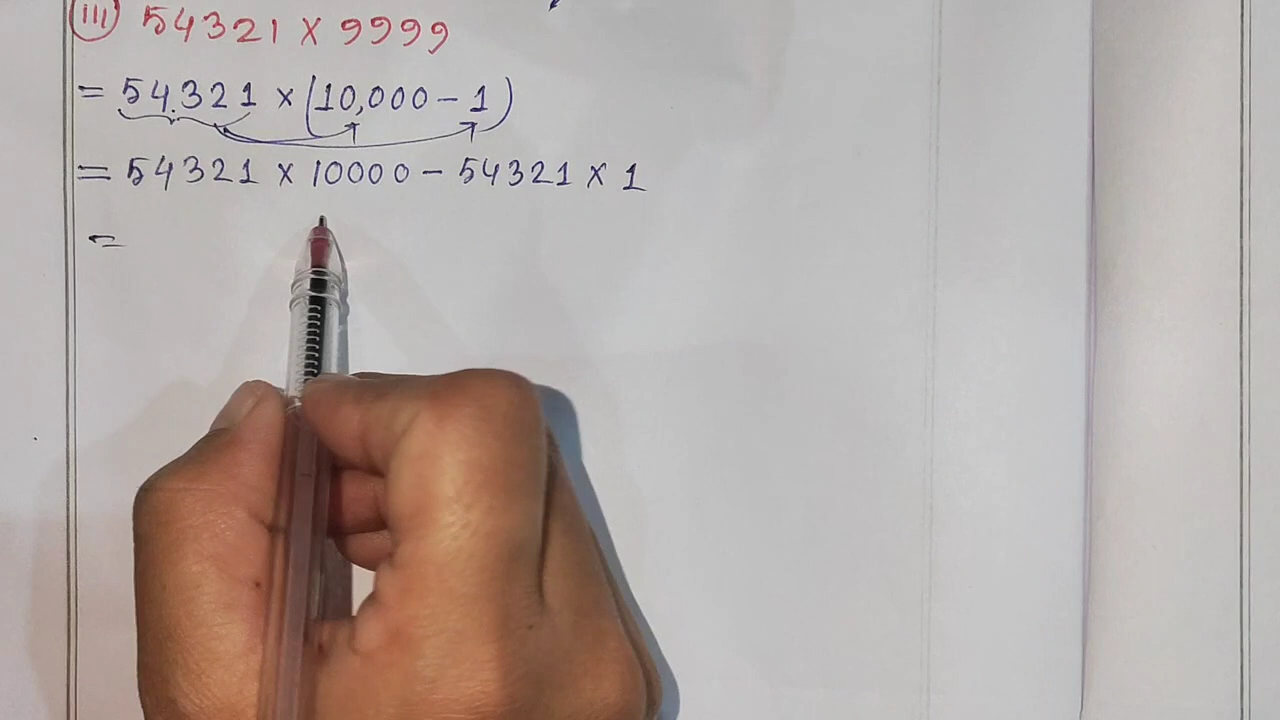 (iii) 54321 × 9999
= 54321 × (10,000 - 1)
= 54321 × 10000 - 54321 × 1
=